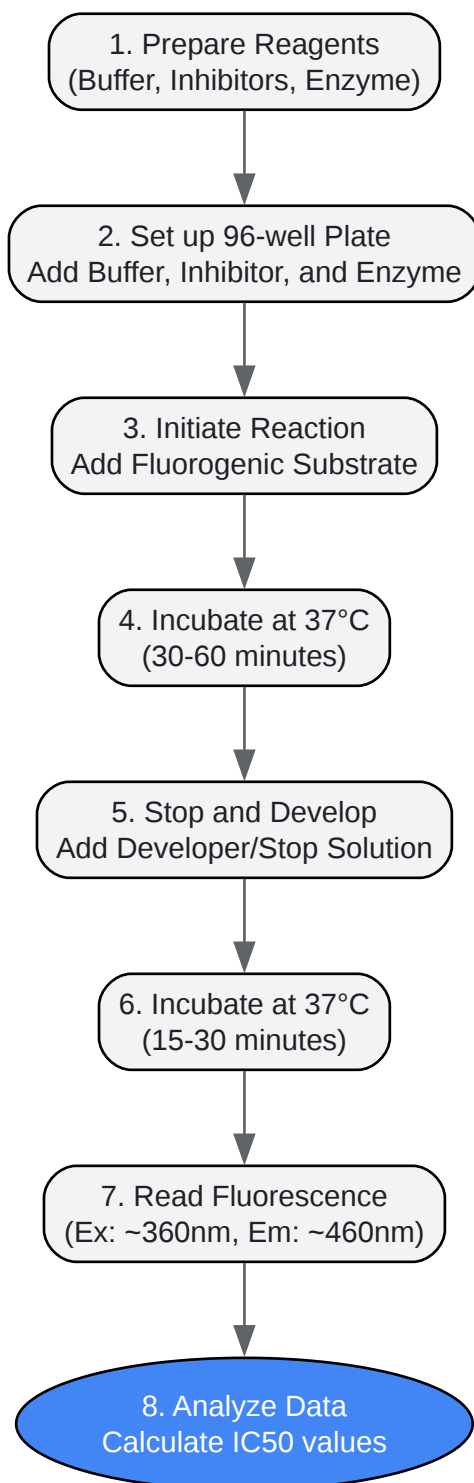 1. Prepare Reagents
(Buffer, Inhibitors, Enzyme)
2. Set up 96-well Plate
Add Buffer, Inhibitor, and Enzyme
3. Initiate Reaction
Add Fluorogenic Substrate
4. Incubate at 37°C
(30-60 minutes)
5. Stop and Develop
Add Developer/Stop Solution
6. Incubate at 37°C
(15-30 minutes)
7. Read Fluorescence
(Ex: ~360nm, Em: ~460nm)
8. Analyze Data
Calculate IC50 values